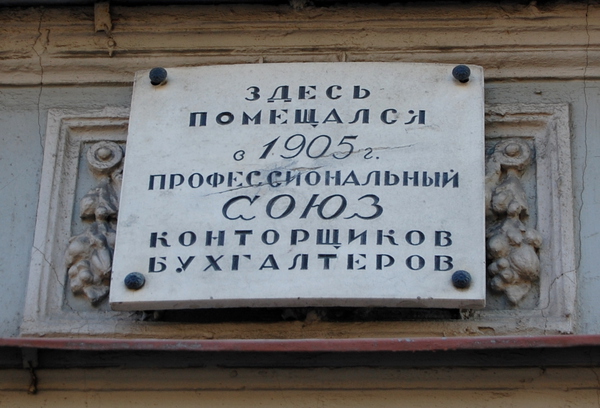 ЗДЕСЬ
ПОМЕЩАЛСЯ
в 1905 г.
ПРОФЕССИОНАЛЬНЫЙ
СОЮЗ
КОНТОРЩИКОВ
БУХГАЛТЕРОВ